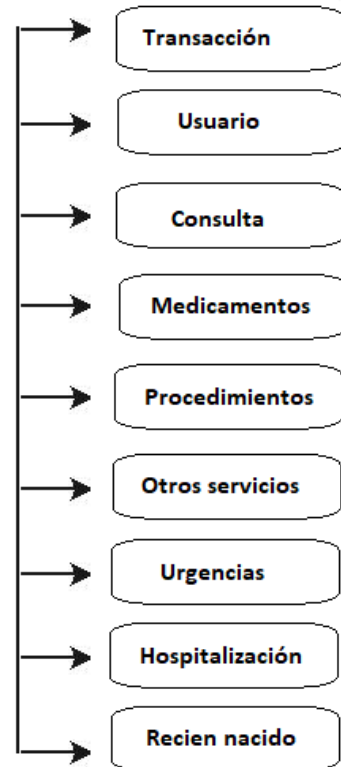 Transacción
Usuario
Consulta
Medicamentos
Procedimientos
Otros servicios
Urgencias
Hospitalización
Recien nacido